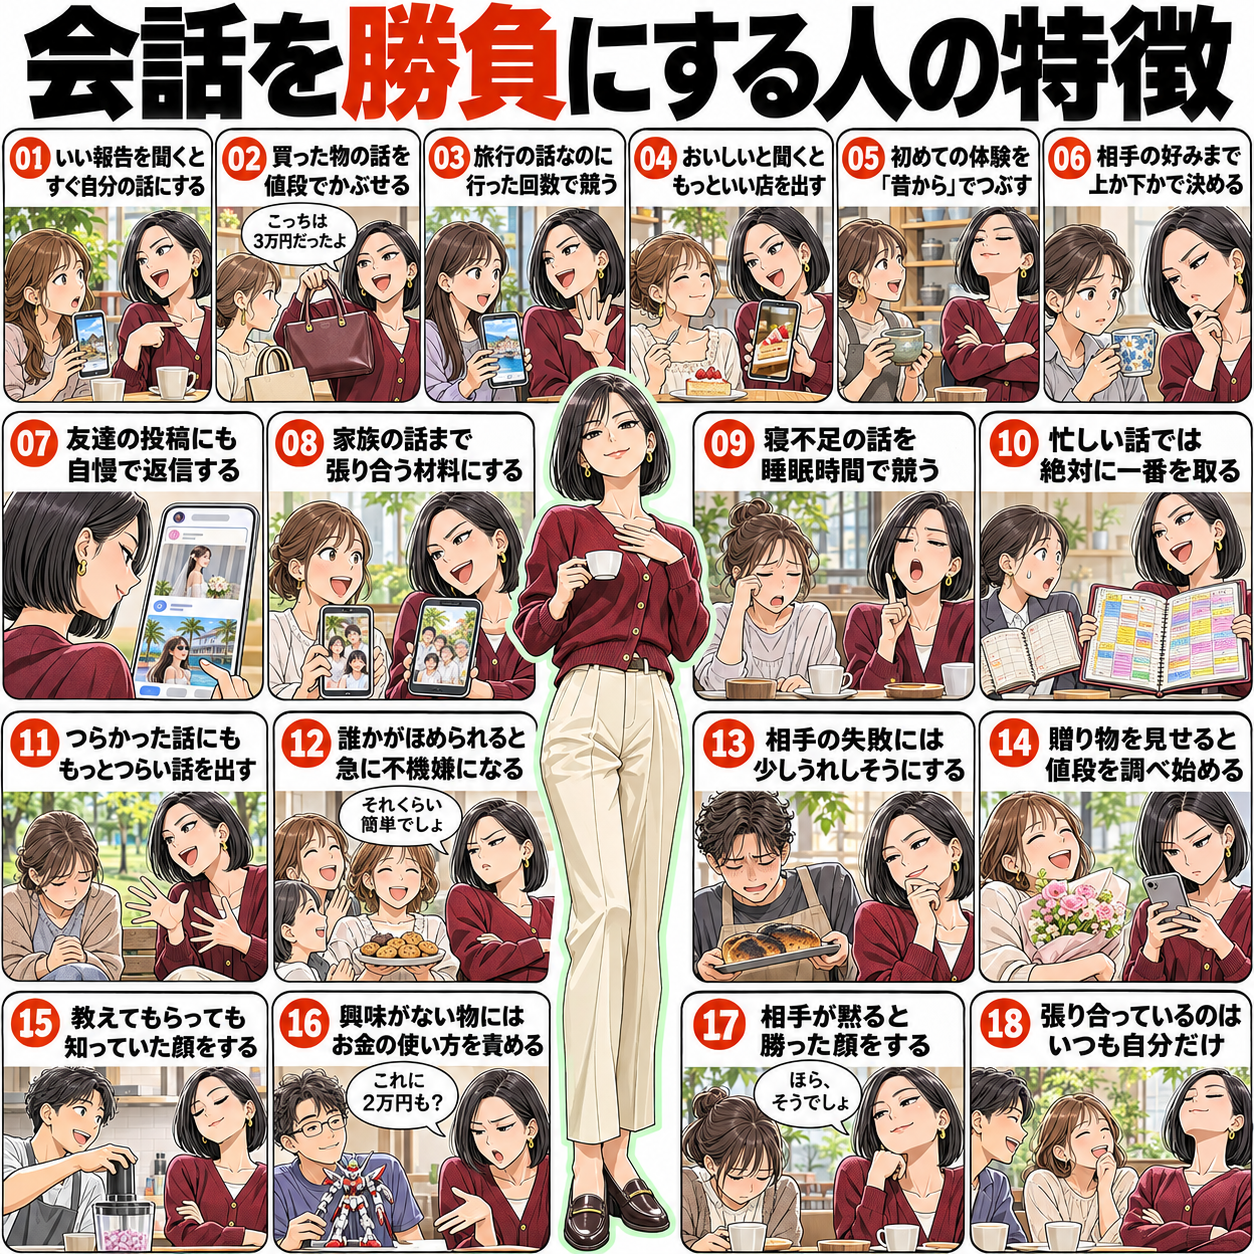 会話を勝負にする人の特徴
01 いい報告を聞くと
すぐ自分の話にする
02 買った物の話を
値段でかぶせる
こっちは
3万円だったよ
03 旅行の話なのに
行った回数で競う
04 おいしいと聞くと
もっといい店を出す
05 初めての体験を
「昔から」でつぶす
06 相手の好みまで
上か下かで決める
07 友達の投稿にも
自慢で返信する
08 家族の話まで
張り合う材料にする
09 寝不足の話を
睡眠時間で競う
10 忙しい話では
絶対に一番を取る
11 つらかった話にも
もっとつらい話を出す
12 誰かがほめられると
急に不機嫌になる
それくらい
簡単でしょ
13 相手の失敗には
少しうれしそうにする
14 贈り物を見せると
値段を調べ始める
15 教えてもらっても
知っていた顔をする
16 興味がない物には
お金の使い方を責める
これに
2万円も?
17 相手が黙ると
勝った顔をする
ほら、
そうでしょ
18 張り合っているのは
いつも自分だけ